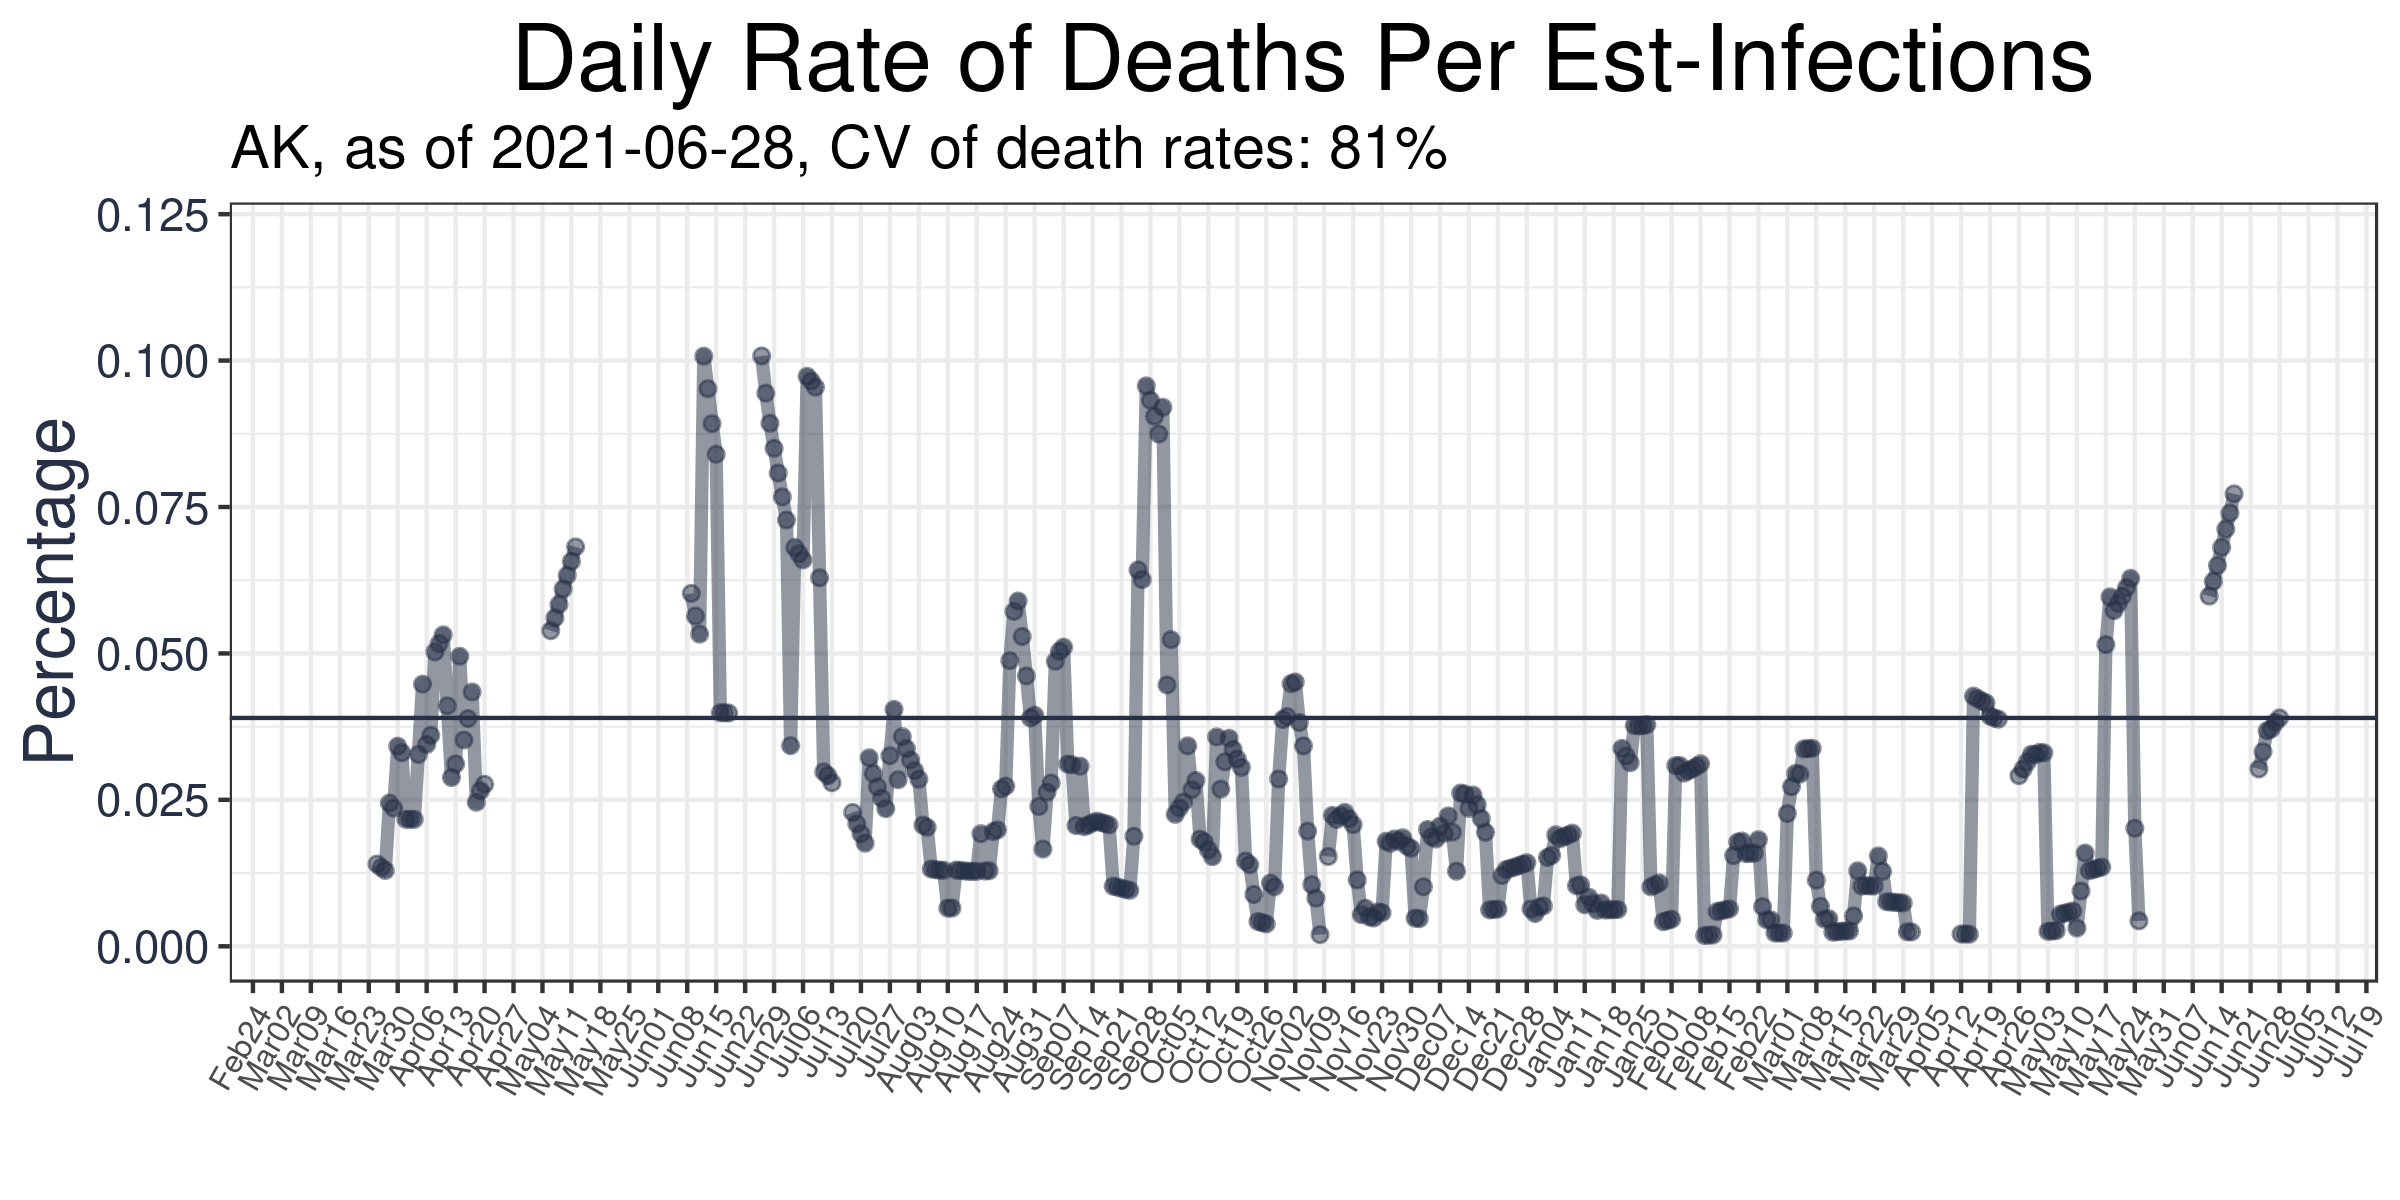 Daily Rate of Deaths Per Est-Infections
AK, as of 2021-06-28, CV of death rates: 81%
Percentage
0.125
0.100
0.075
0.050
0.025
0.000
Feb24
Mar02
Mar09
Mar16
Mar23
Mar30
Apr06
Apr13
Apr20
Apr27
May04
May11
May18
May25
Jun01
Jun08
Jun15
Jun22
Jun29
Jul06
Jul13
Jul20
Jul27
Aug03
Aug10
Aug17
Aug24
Aug31
Sep07
Sep14
Sep21
Sep28
Oct05
Oct12
Oct19
Oct26
Nov02
Nov09
Nov16
Nov23
Nov30
Dec07
Dec14
Dec21
Dec28
Jan04
Jan11
Jan18
Jan25
Feb01
Feb08
Feb15
Feb22
Mar01
Mar08
Mar15
Mar22
Mar29
Apr05
Apr12
Apr19
Apr26
May03
May10
May17
May24
May31
Jun07
Jun14
Jun21
Jun28
Jul05
Jul12
Jul19